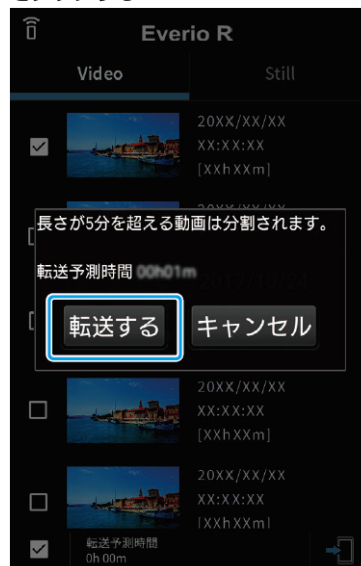 Everio R
Video
Still
20XX/XX/XX
XX:XX:XX
[XXhXXm]
長さが5分を超える動画は分割されます。
転送予測時間 00h01m
転送する
キャンセル
20XX/XX/XX
XX:XX:XX
[XXhXXm]
20XX/XX/XX
XX:XX:XX
[XXhXXm]
転送予測時間
0h 00m